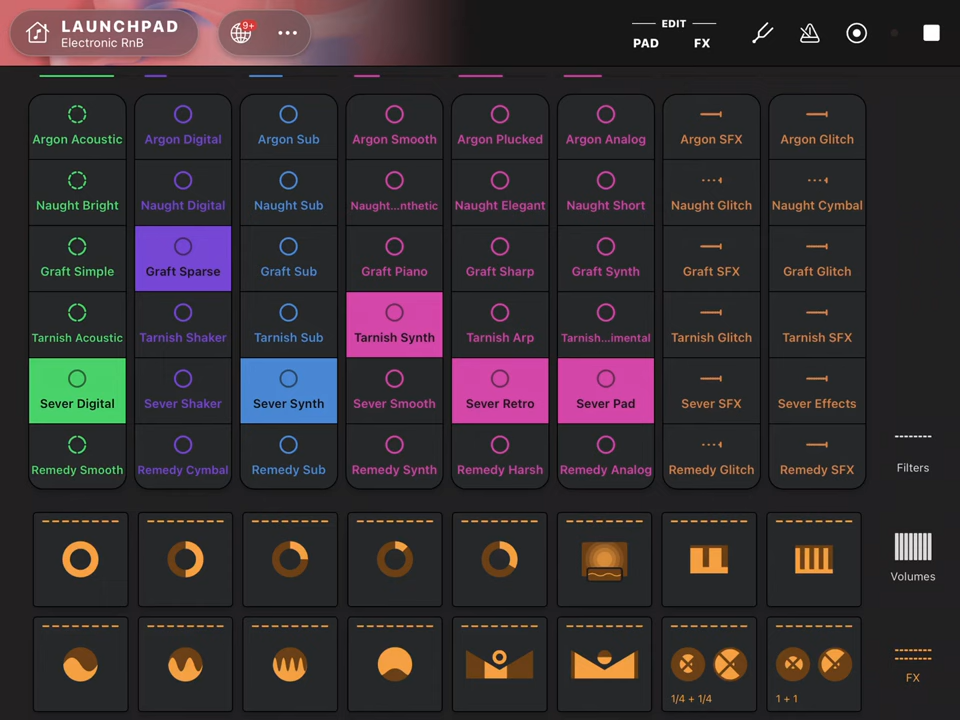 LAUNCHPAD
Electronic RnB
9+
EDIT
PAD FX
Argon Acoustic Argon Digital Argon Sub Argon Smooth Argon Plucked Argon Analog Argon SFX Argon Glitch
Naught Bright Naught Digital Naught Sub Naught...nthetic Naught Elegant Naught Short Naught Glitch Naught Cymbal
Graft Simple Graft Sparse Graft Sub Graft Piano Graft Sharp Graft Synth Graft SFX Graft Glitch
Tarnish Acoustic Tarnish Shaker Tarnish Sub Tarnish Synth Tarnish Arp Tarnish...imental Tarnish Glitch Tarnish SFX
Sever Digital Sever Shaker Sever Synth Sever Smooth Sever Retro Sever Pad Sever SFX Sever Effects
Remedy Smooth Remedy Cymbal Remedy Sub Remedy Synth Remedy Harsh Remedy Analog Remedy Glitch Remedy SFX
Filters
Volumes
FX
1/4 + 1/4 1 + 1